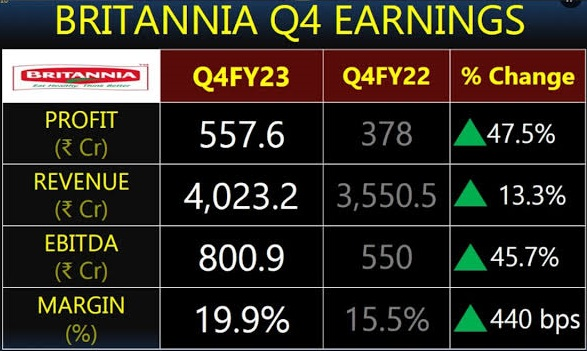 BRITANNIA Q4 EARNINGS
BRITANNIA Q4FY23 Q4FY22 % Change
Eat Healthy, Think Better
PROFIT
(₹ Cr) 557.6 378 47.5%
REVENUE
(₹ Cr) 4,023.2 3,550.5 13.3%
EBITDA
(₹ Cr) 800.9 550 45.7%
MARGIN
(%) 19.9% 15.5% 440 bps